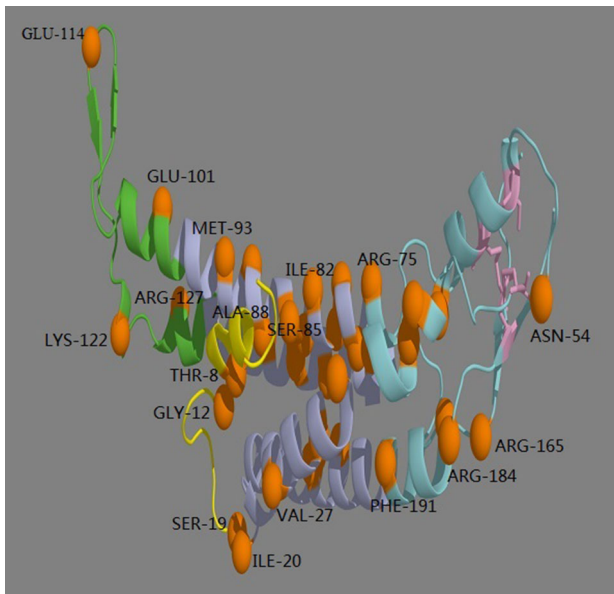 GLU-114
GLU-101
MET-93
ILE-82
ARG-75
ARG-127
ALA-88
SER-85
LYS-122
ASN-54
THR-8
GLY-12
ARG-165
ARG-184
PHE-191
VAL-27
SER-19
ILE-20